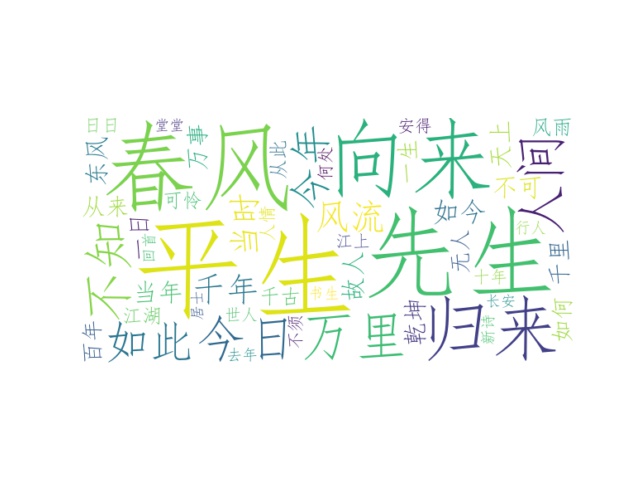 日日 堂堂 万事 春风 向来 安得 风雨
东风 从此 今年 何处 一生 天上 人间
从来 可怜 一日 当时 人情 风流 如今 不可
不知 回首 平生 江上 先生 无人 行人 千里
当年 千年 千古 书生 故人 十年
江湖 居士 世人 乾坤 长安 如何
百年 如此 今日 去年 不须 万里 归来 新诗